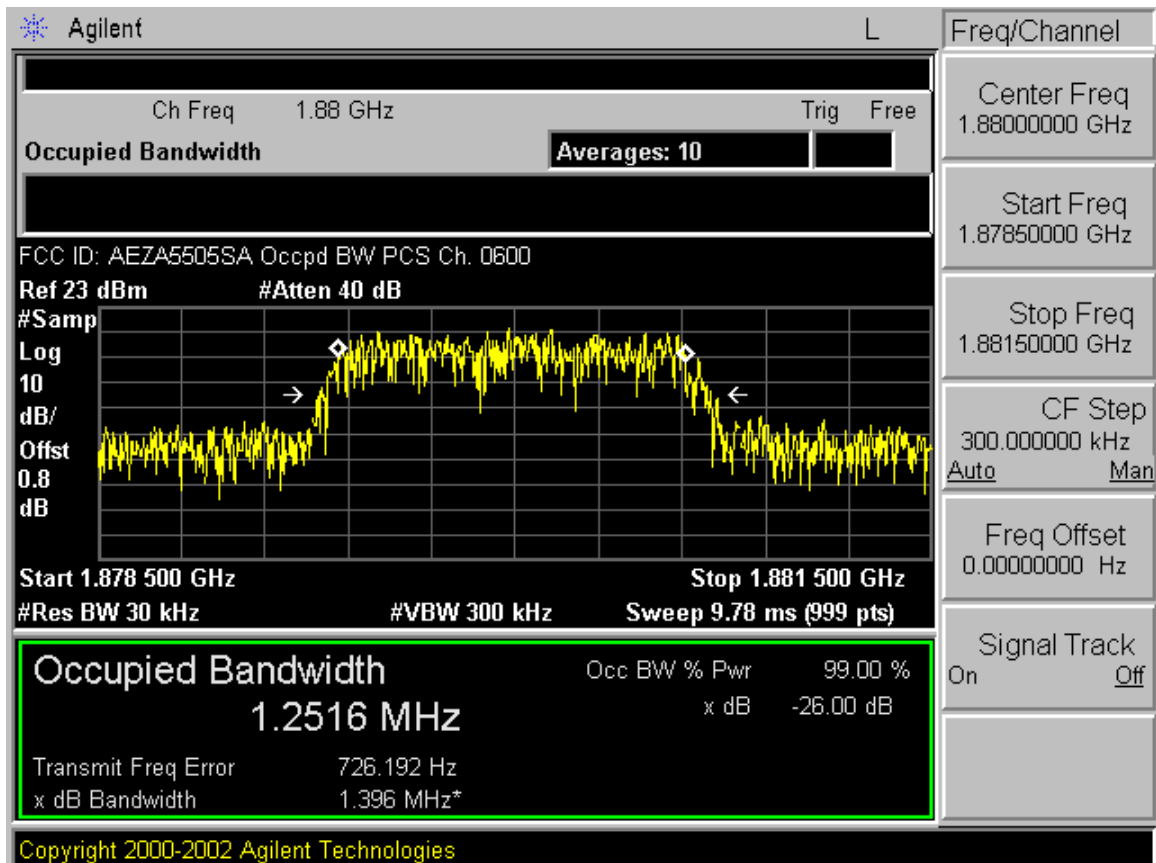 Agilent L
Freq/Channel
Ch Freq 1.88 GHz Trig Free
Occupied Bandwidth Averages: 10
FCC ID: AEZA5505SA Occpd BW PCS Ch. 0600
Ref 23 dBm #Atten 40 dB
#Samp
Log
10
dB/
Offst
0.8
dB
Start 1.878 500 GHz Stop 1.881 500 GHz
#Res BW 30 kHz #VBW 300 kHz Sweep 9.78 ms (999 pts)
Occupied Bandwidth
1.2516 MHz
Occ BW % Pwr 99.00 %
x dB -26.00 dB
Transmit Freq Error 726.192 Hz
x dB Bandwidth 1.396 MHz*
Center Freq
1.88000000 GHz
Start Freq
1.87850000 GHz
Stop Freq
1.88150000 GHz
CF Step
300.000000 kHz
Auto Man
Freq Offset
0.00000000 Hz
Signal Track
On Off
Copyright 2000-2002 Agilent Technologies